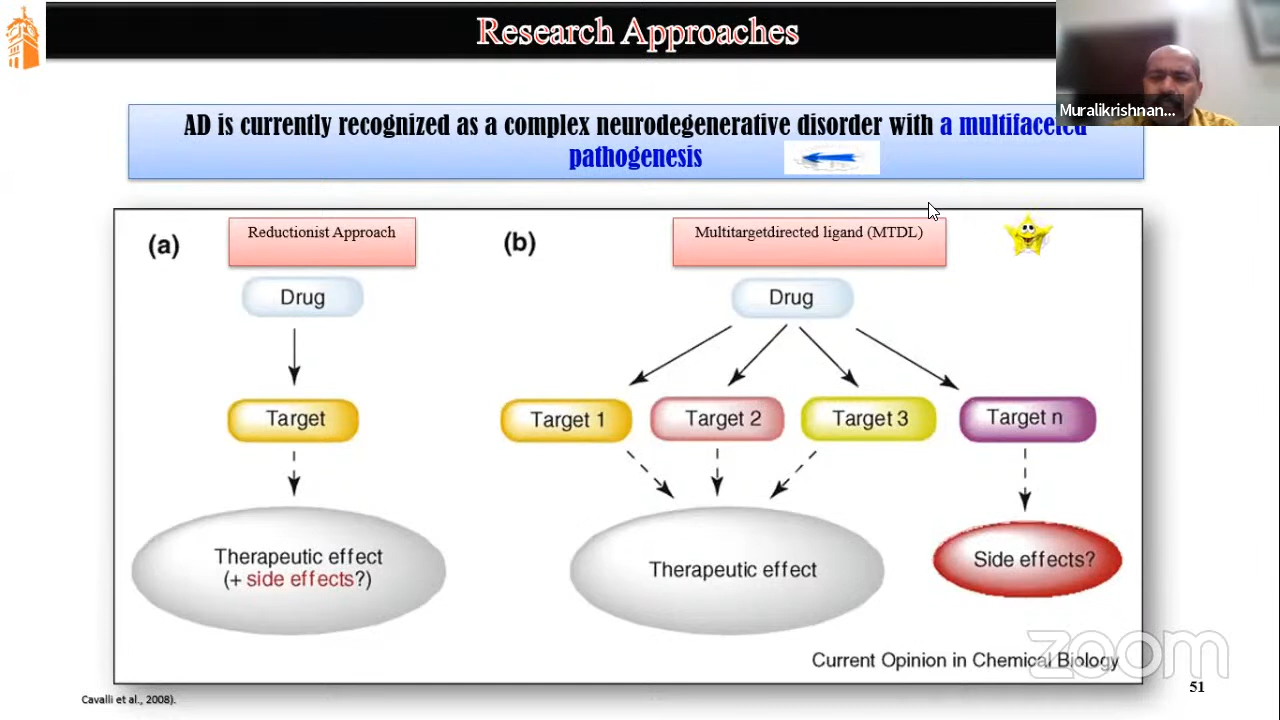 Research Approaches
Muralikrishnan...
AD is currently recognized as a complex neurodegenerative disorder with a multifaceted
pathogenesis
(a)
Reductionist Approach
Drug
Target
Therapeutic effect
(+ side effects?)
(b)
Multitargetdirected ligand (MTDL)
Drug
Target 1
Target 2
Target 3
Target n
Therapeutic effect
Side effects?
Current Opinion in Chemical Biology
zoom
Cavalli et al., 2008).
51